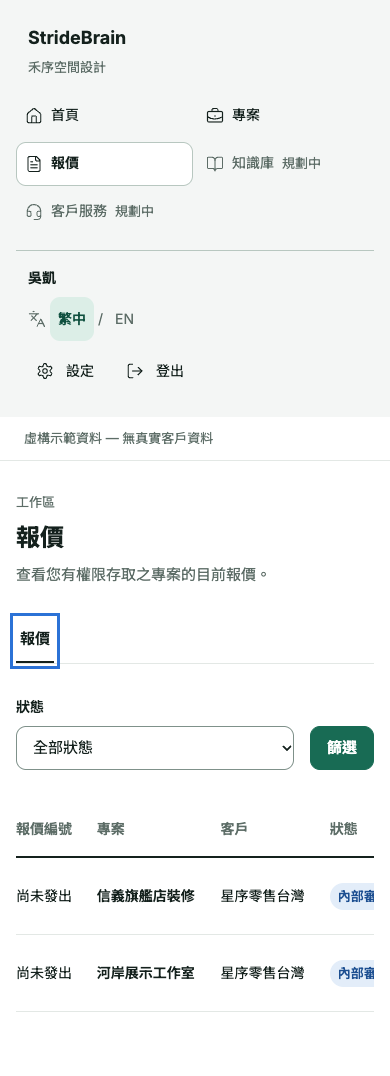 StrideBrain
禾序空間設計
首頁
專案
報價
知識庫 規劃中
客戶服務 規劃中
吳凱
繁中 / EN
設定
登出
虛構示範資料 — 無真實客戶資料
工作區
報價
查看您有權限存取之專案的目前報價。
報價
狀態
全部狀態
篩選
報價編號 專案 客戶 狀態
尚未發出 信義旗艦店裝修 星序零售台灣 內部審
尚未發出 河岸展示工作室 星序零售台灣 內部審